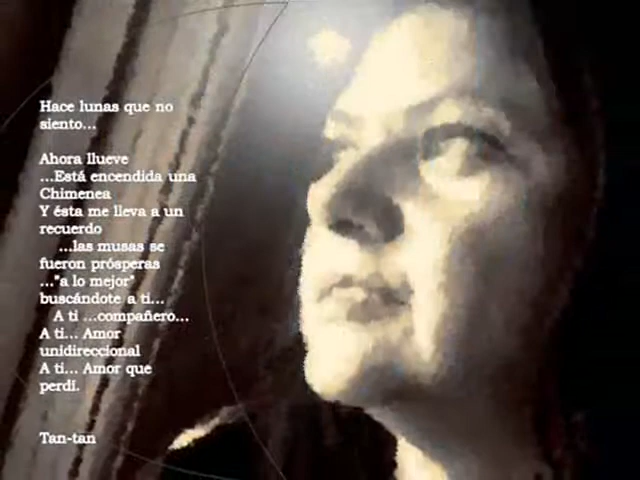 Hace lunas que no
siento...
Ahora llueve
...Está encendida una
Chimenea
Y ésta me lleva a un
recuerdo
...las musas se
fueron prósperas
..."a lo mejor"
buscándote a ti...
A ti ...compañero...
A ti... Amor
unidireccional
A ti... Amor que
perdí.
Tan-tan